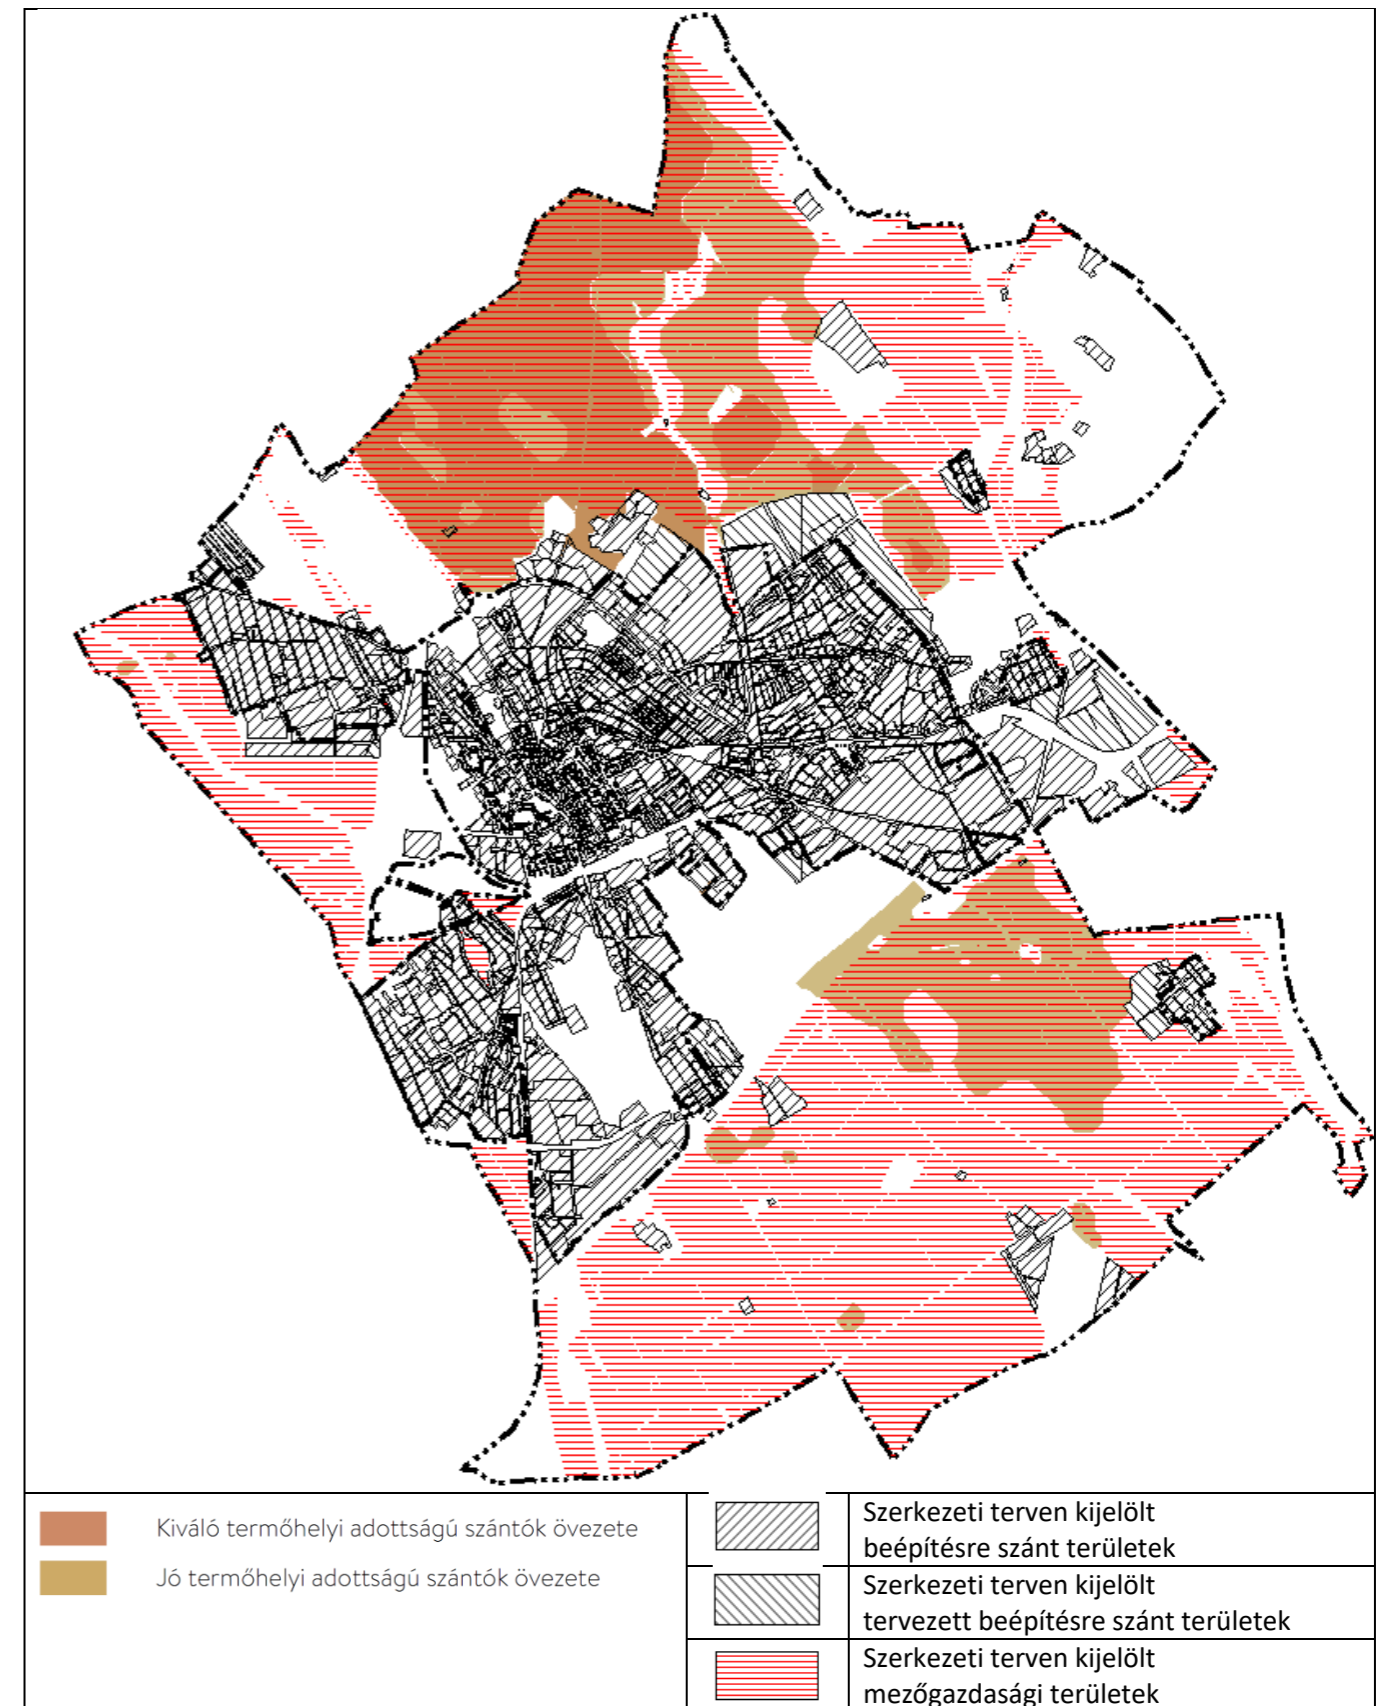 Kiváló termőhelyi adottságú szántók övezete
Jó termőhelyi adottságú szántók övezete
Szerkezeti terven kijelölt
beépítésre szánt területek
Szerkezeti terven kijelölt
tervezett beépítésre szánt területek
Szerkezeti terven kijelölt
mezőgazdasági területek